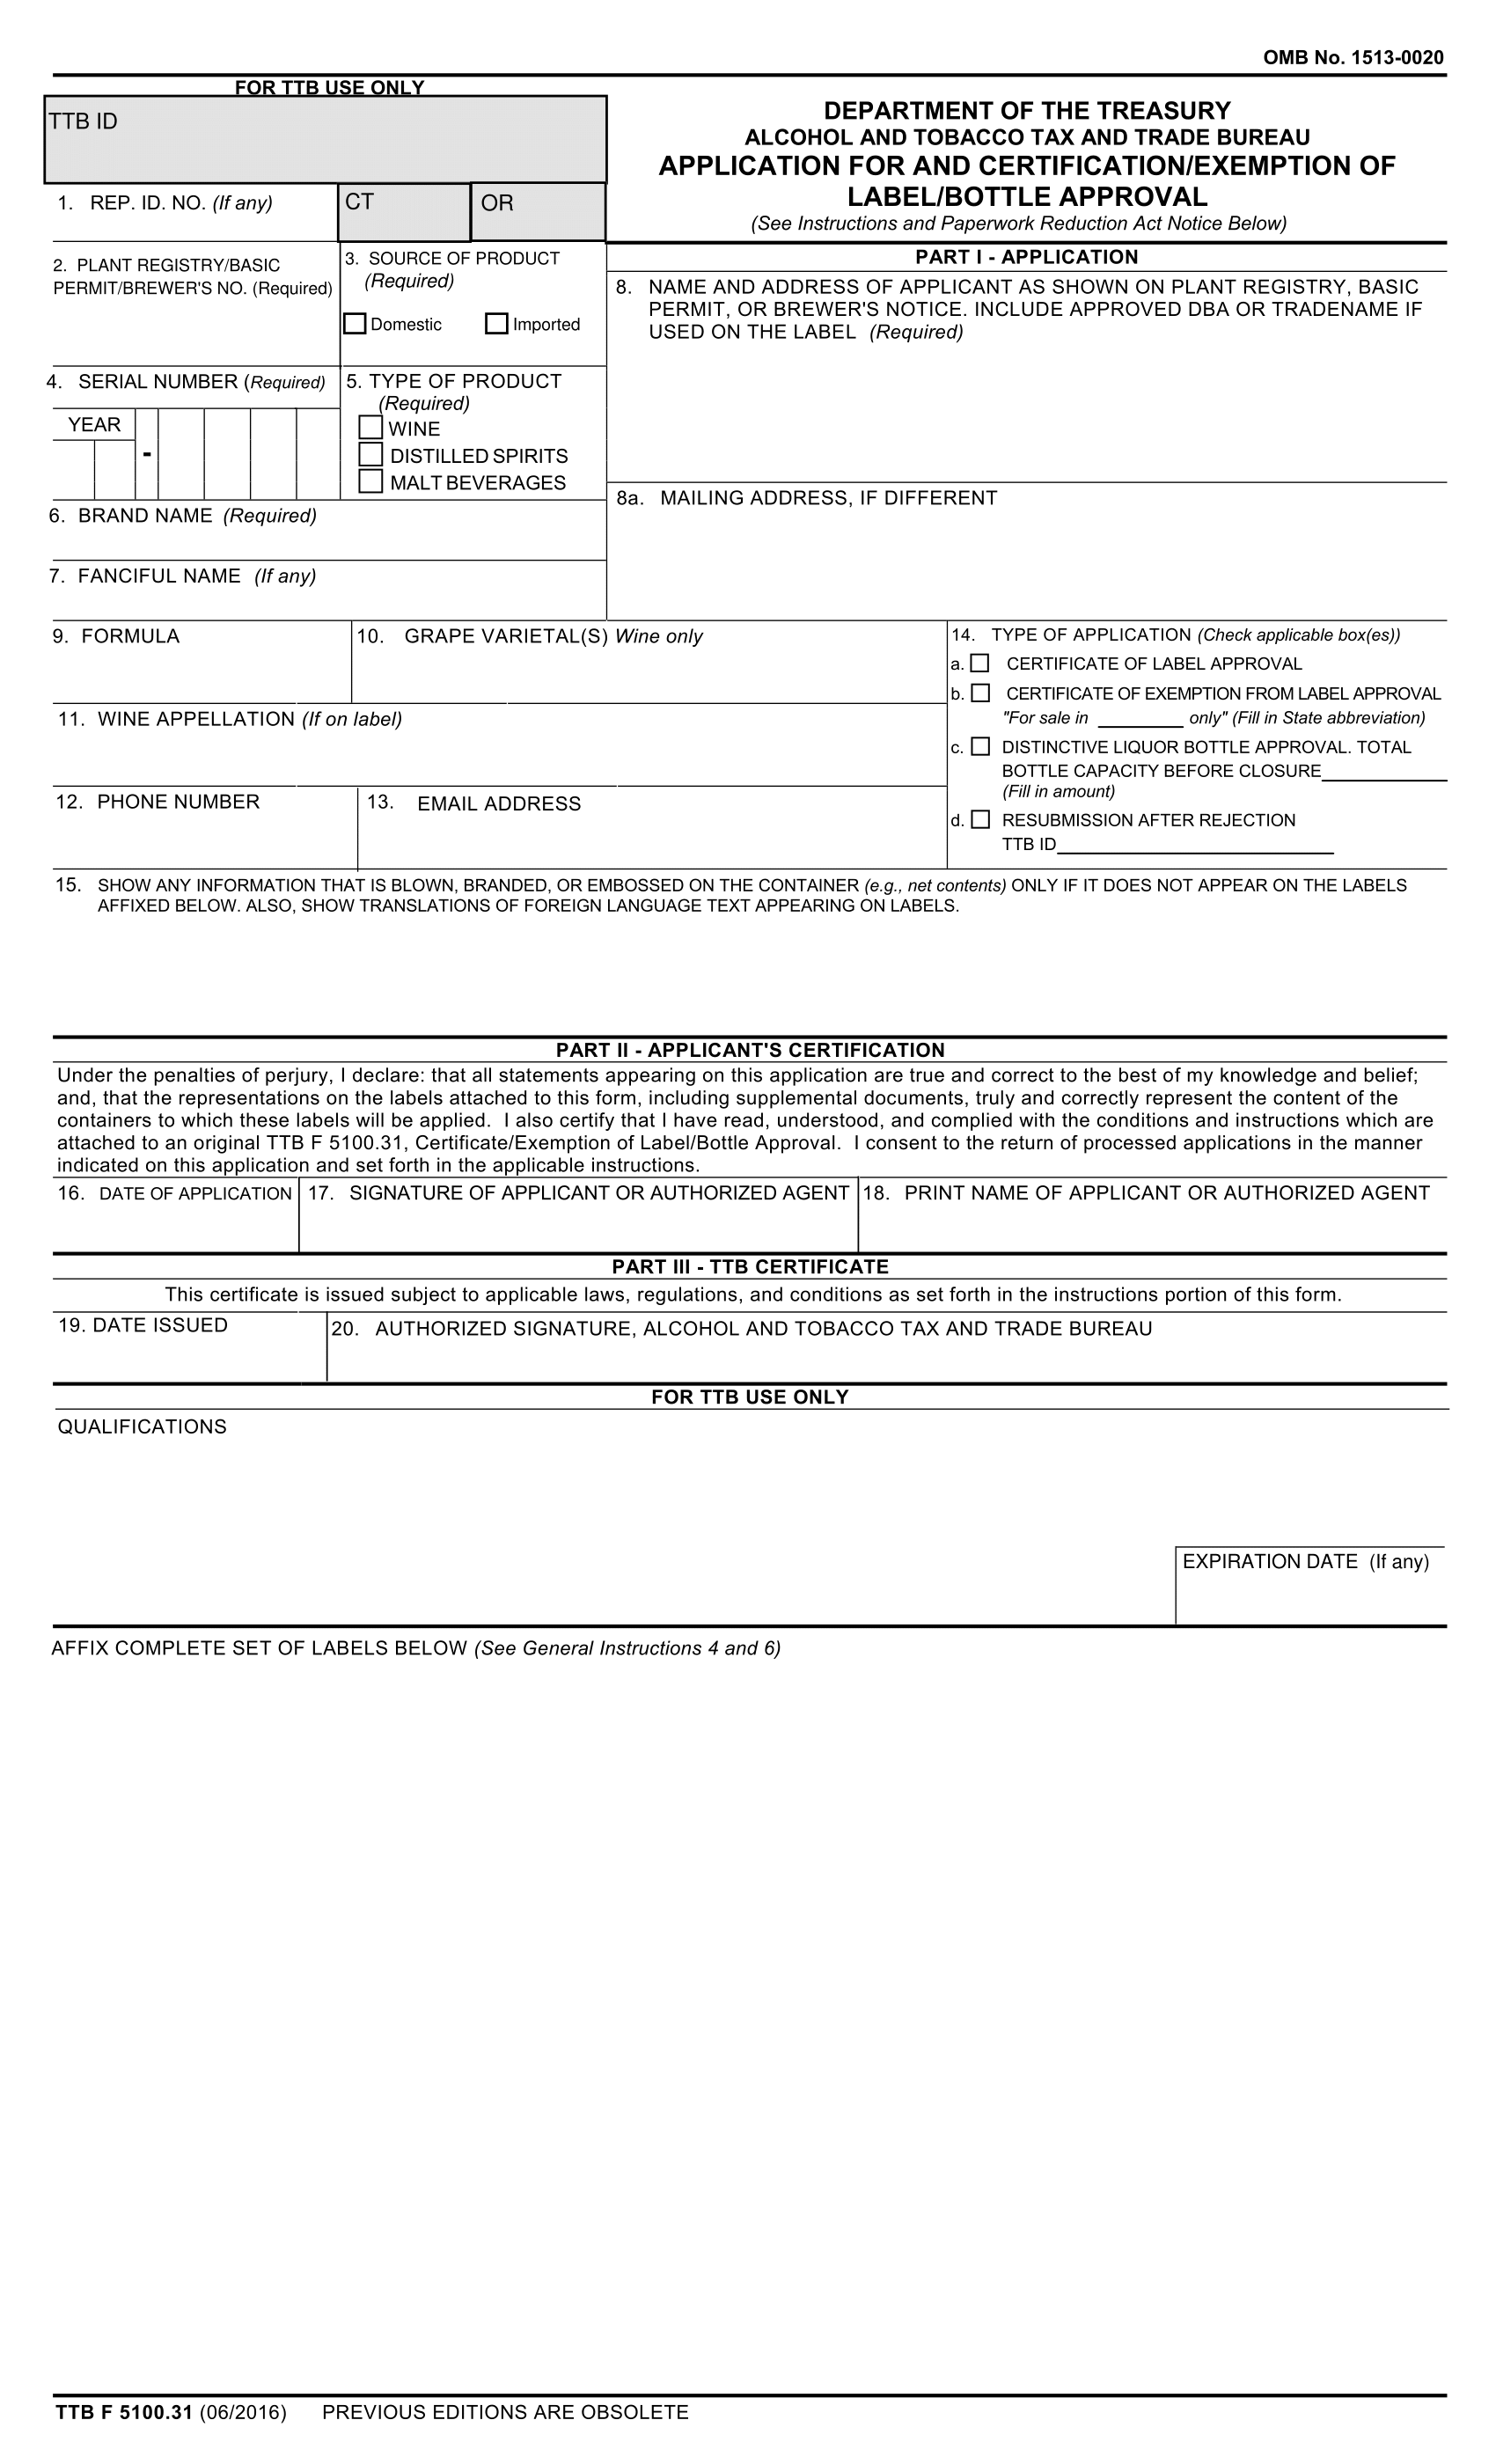 OMB No. 1513-0020
FOR TTB USE ONLY
TTB ID
DEPARTMENT OF THE TREASURY
ALCOHOL AND TOBACCO TAX AND TRADE BUREAU
APPLICATION FOR AND CERTIFICATION/EXEMPTION OF
LABEL/BOTTLE APPROVAL
(See Instructions and Paperwork Reduction Act Notice Below)
1. REP. ID. NO. (If any)
CT
OR
PART I - APPLICATION
2. PLANT REGISTRY/BASIC
PERMIT/BREWER'S NO. (Required)
3. SOURCE OF PRODUCT
(Required)
Domestic
Imported
4. SERIAL NUMBER (Required)
YEAR
-
5. TYPE OF PRODUCT
(Required)
WINE
DISTILLED SPIRITS
MALT BEVERAGES
6. BRAND NAME (Required)
7. FANCIFUL NAME (If any)
8. NAME AND ADDRESS OF APPLICANT AS SHOWN ON PLANT REGISTRY, BASIC
PERMIT, OR BREWER'S NOTICE. INCLUDE APPROVED DBA OR TRADENAME IF
USED ON THE LABEL (Required)
8a. MAILING ADDRESS, IF DIFFERENT
9. FORMULA
10. GRAPE VARIETAL(S) Wine only
11. WINE APPELLATION (If on label)
12. PHONE NUMBER
13. EMAIL ADDRESS
14. TYPE OF APPLICATION (Check applicable box(es))
a. CERTIFICATE OF LABEL APPROVAL
b. CERTIFICATE OF EXEMPTION FROM LABEL APPROVAL
"For sale in ________ only" (Fill in State abbreviation)
c. DISTINCTIVE LIQUOR BOTTLE APPROVAL. TOTAL
BOTTLE CAPACITY BEFORE CLOSURE____________
(Fill in amount)
d. RESUBMISSION AFTER REJECTION
TTB ID__________________________
15. SHOW ANY INFORMATION THAT IS BLOWN, BRANDED, OR EMBOSSED ON THE CONTAINER (e.g., net contents) ONLY IF IT DOES NOT APPEAR ON THE LABELS
AFFIXED BELOW. ALSO, SHOW TRANSLATIONS OF FOREIGN LANGUAGE TEXT APPEARING ON LABELS.
PART II - APPLICANT'S CERTIFICATION
Under the penalties of perjury, I declare: that all statements appearing on this application are true and correct to the best of my knowledge and belief;
and, that the representations on the labels attached to this form, including supplemental documents, truly and correctly represent the content of the
containers to which these labels will be applied. I also certify that I have read, understood, and complied with the conditions and instructions which are
attached to an original TTB F 5100.31, Certificate/Exemption of Label/Bottle Approval. I consent to the return of processed applications in the manner
indicated on this application and set forth in the applicable instructions.
16. DATE OF APPLICATION
17. SIGNATURE OF APPLICANT OR AUTHORIZED AGENT
18. PRINT NAME OF APPLICANT OR AUTHORIZED AGENT
PART III - TTB CERTIFICATE
This certificate is issued subject to applicable laws, regulations, and conditions as set forth in the instructions portion of this form.
19. DATE ISSUED
20. AUTHORIZED SIGNATURE, ALCOHOL AND TOBACCO TAX AND TRADE BUREAU
FOR TTB USE ONLY
QUALIFICATIONS
EXPIRATION DATE (If any)
AFFIX COMPLETE SET OF LABELS BELOW (See General Instructions 4 and 6)
TTB F 5100.31 (06/2016) PREVIOUS EDITIONS ARE OBSOLETE